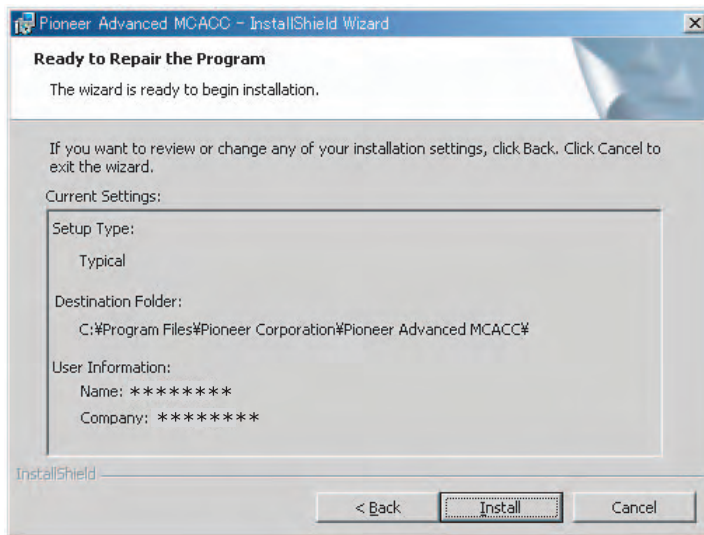 Pioneer Advanced MCACC - InstallShield Wizard
Ready to Repair the Program
The wizard is ready to begin installation.
If you want to review or change any of your installation settings, click Back. Click Cancel to
exit the wizard.
Current Settings:
Setup Type:
Typical
Destination Folder:
C:¥Program Files¥Pioneer Corporation¥Pioneer Advanced MCACC¥
User Information:
Name: ********
Company: ********
InstallShield
< Back
Install
Cancel